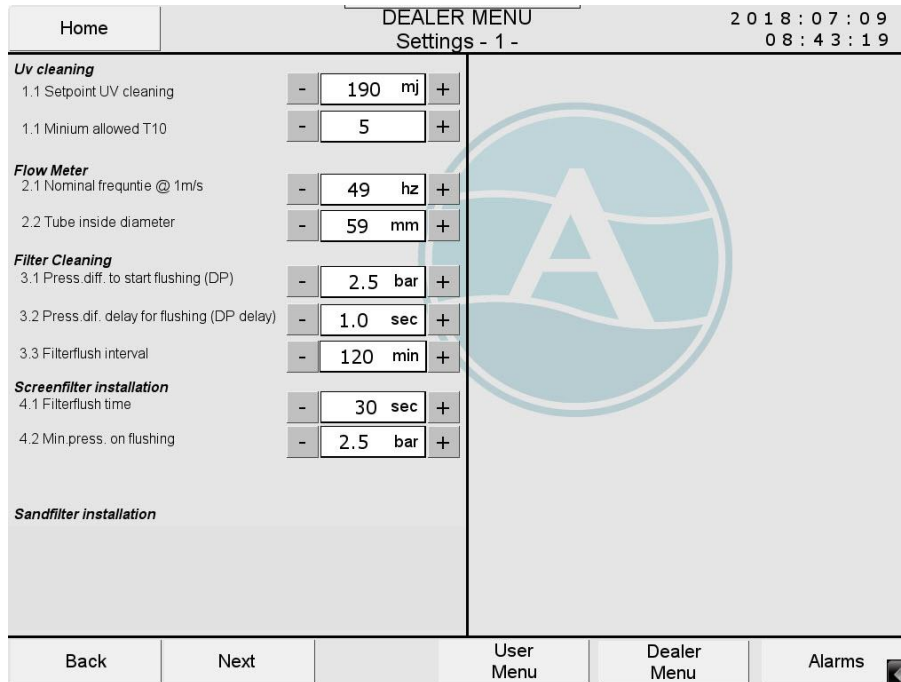 Home
DEALER MENU
Settings - 1 -
2018:07:09
08:43:19
Uv cleaning
1.1 Setpoint UV cleaning - 190 mj +
1.1 Minium allowed T10 - 5 +
Flow Meter
2.1 Nominal frequntie @ 1m/s - 49 hz +
2.2 Tube inside diameter - 59 mm +
Filter Cleaning
3.1 Press.diff. to start flushing (DP) - 2.5 bar +
3.2 Press.dif. delay for flushing (DP delay) - 1.0 sec +
3.3 Filterflush interval - 120 min +
Screenfilter installation
4.1 Filterflush time - 30 sec +
4.2 Min.press. on flushing - 2.5 bar +
Sandfilter installation
A
Back
Next
User
Menu
Dealer
Menu
Alarms